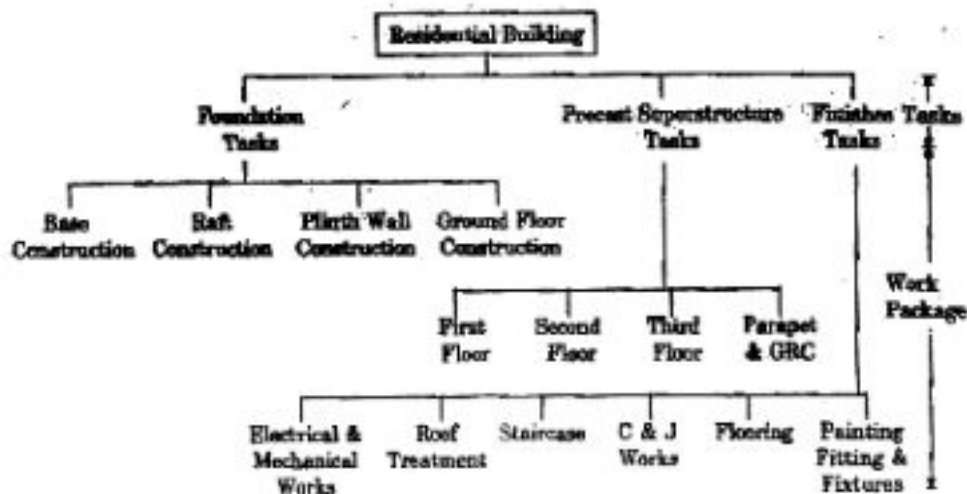 Residential Building
Foundation
Tasks
Precast Superstructure
Tasks
Finishes
Tasks
Tasks
Base
Construction
Raft
Construction
Plinth Wall
Construction
Ground Floor
Construction
Work
Package
First
Floor
Second
Floor
Third
Floor
Parapet
& GRC
Electrical &
Mechanical
Works
Roof
Treatment
Staircase
C & J
Works
Flooring
Painting
Fitting &
Fixtures